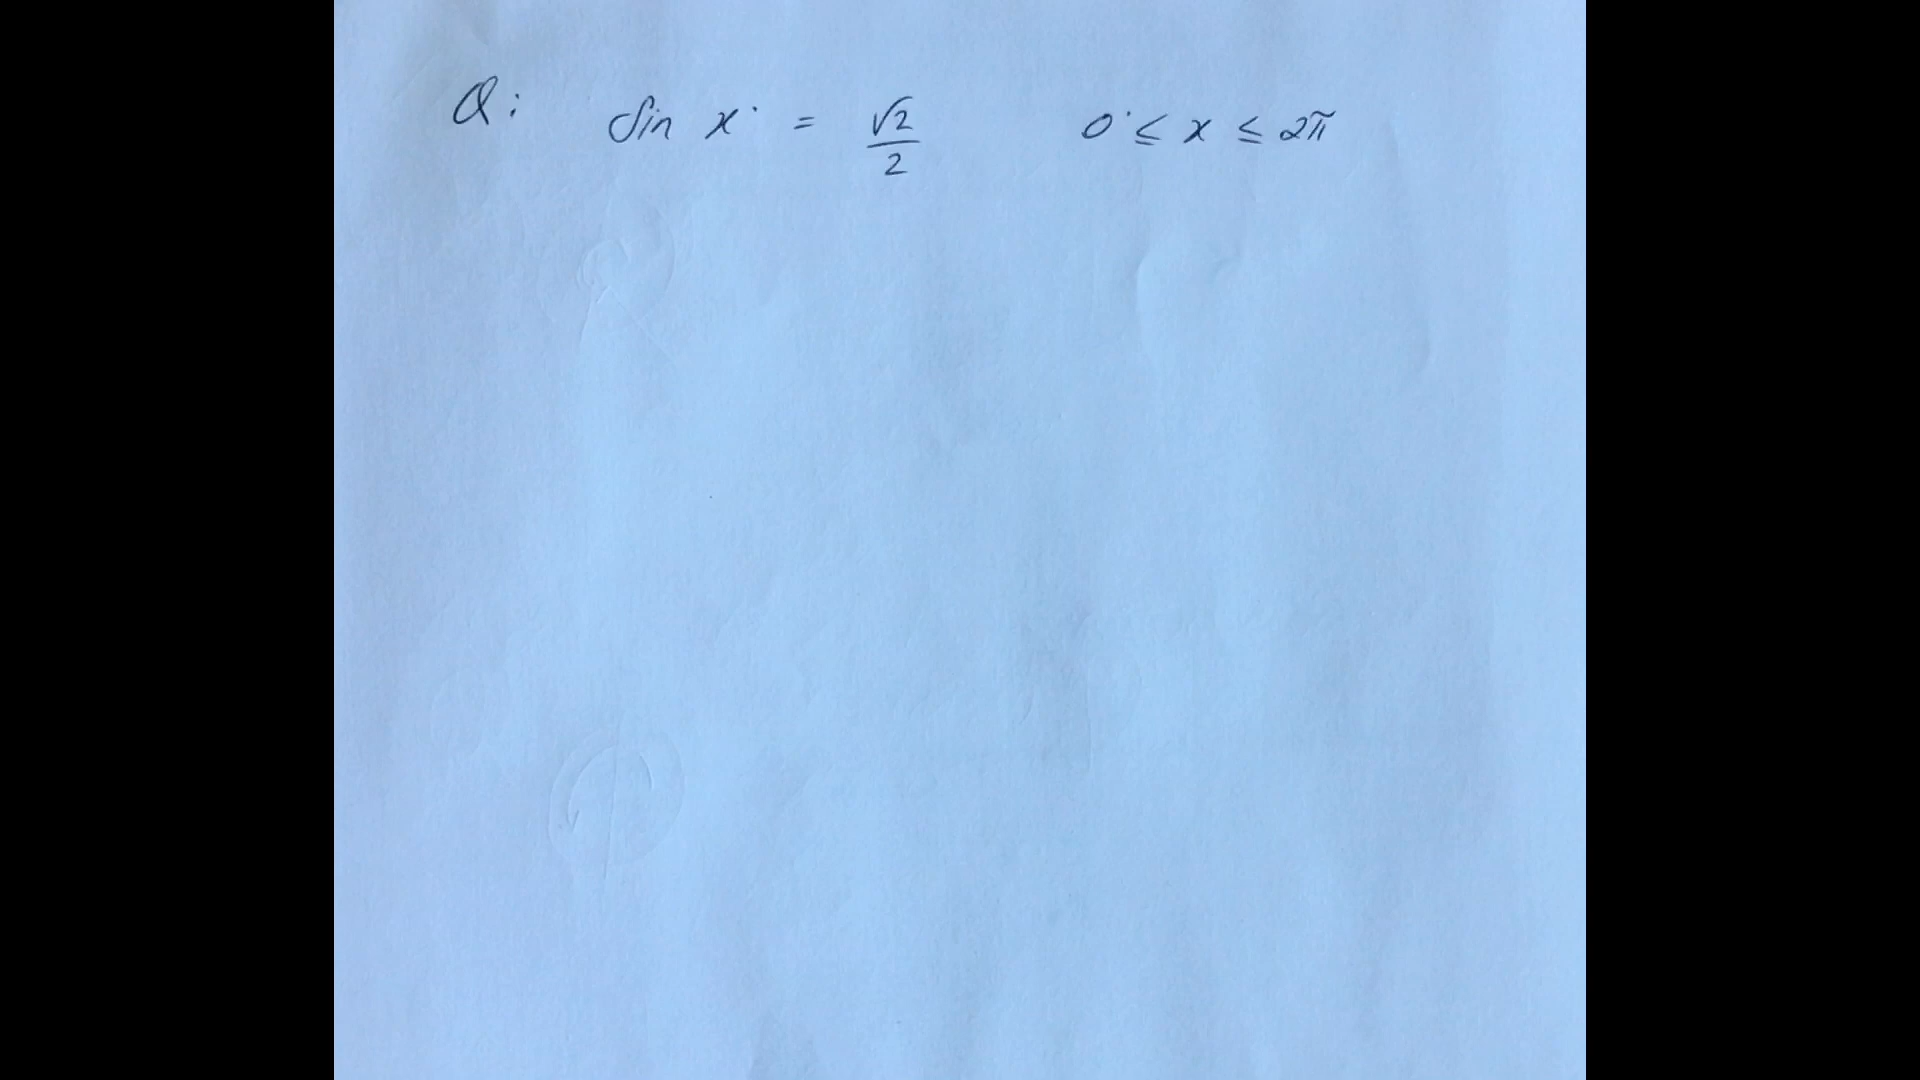 Q: Sin x° = √2/2 0° ≤ x ≤ 2π